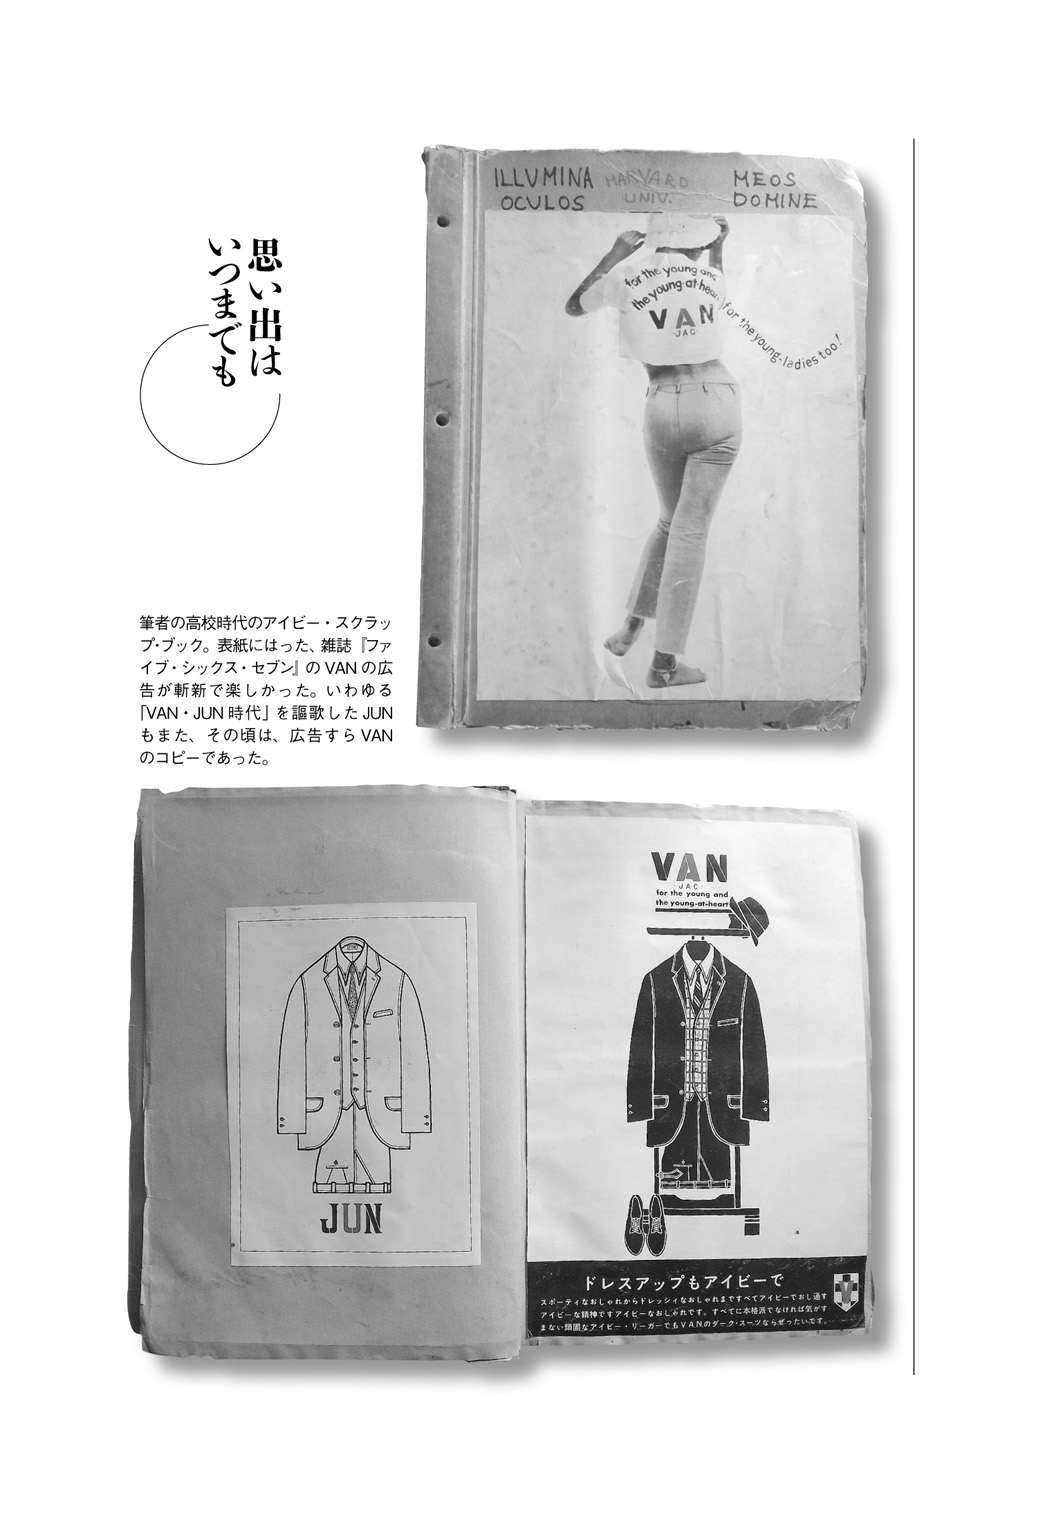 思い出は
いつまでも
ILLUMINA HARVARD MEOS
OCULOS UNIV. DOMINE
for the young and
the young-at-heart
VAN
JAC
for the young-ladies too!
筆者の高校時代のアイビー・スクラッ
プ・ブック。表紙にはった、雑誌『ファ
イブ・シックス・セブン』のVANの広
告が斬新で楽しかった。いわゆる
「VAN・JUN時代」を謳歌したJUN
もまた、その頃は、広告すらVAN
のコピーであった。
JUN
VAN
・JAC・
for the young and
the young-at-heart
ドレスアップもアイビーで
スポーティなおしゃれからドレッシィなおしゃれまですべてアイビーでおし通す
アイビーな精神ですアイビーなおしゃれです。すべてに本格派でなければ気がす
まない頑固なアイビー・リーガーでもVANのダーク・スーツならぜったいです。
V